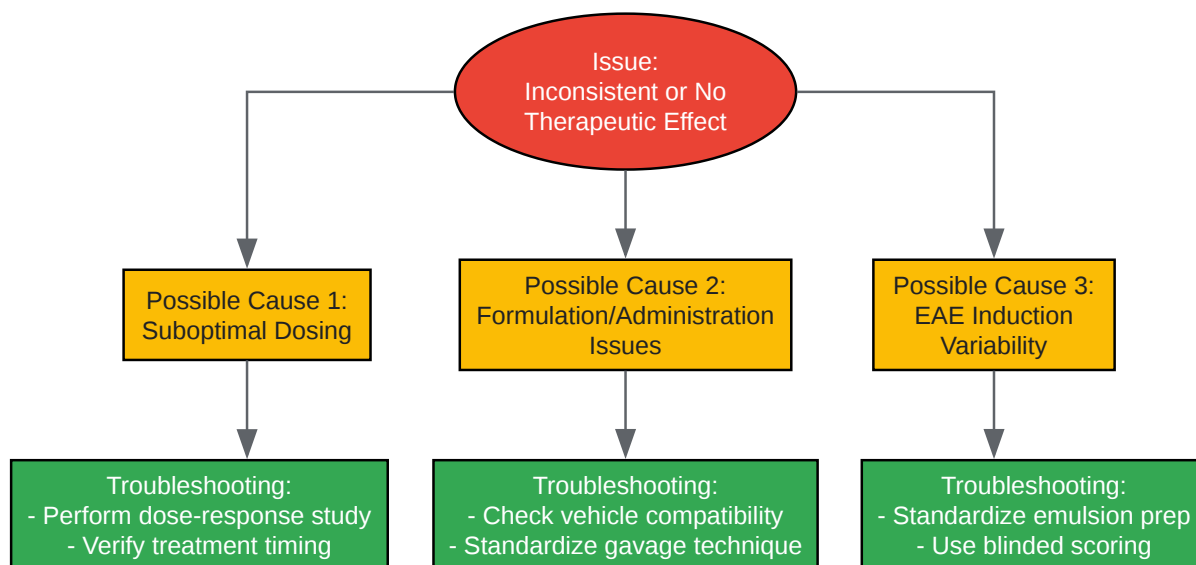 Issue:
Inconsistent or No
Therapeutic Effect
Possible Cause 1:
Suboptimal Dosing
Possible Cause 2:
Formulation/Administration
Issues
Possible Cause 3:
EAE Induction
Variability
Troubleshooting:
- Perform dose-response study
- Verify treatment timing
Troubleshooting:
- Check vehicle compatibility
- Standardize gavage technique
Troubleshooting:
- Standardize emulsion prep
- Use blinded scoring